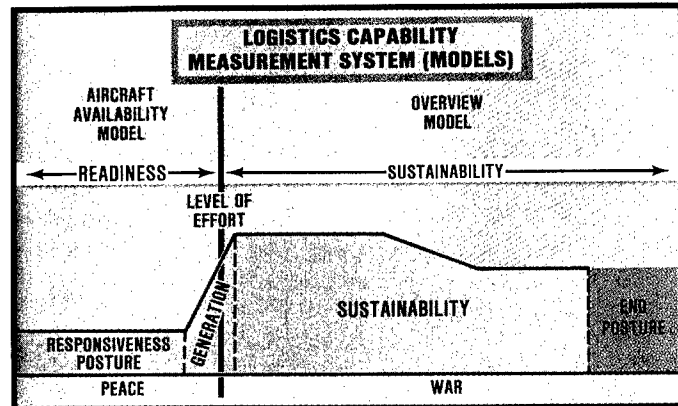 LOGISTICS CAPABILITY
MEASUREMENT SYSTEM (MODELS)
AIRCRAFT
AVAILABILITY
MODEL
OVERVIEW
MODEL
READINESS
SUSTAINABILITY
LEVEL OF
EFFORT
GENERATION
SUSTAINABILITY
END
POSTURE
RESPONSIVENESS
POSTURE
PEACE
WAR